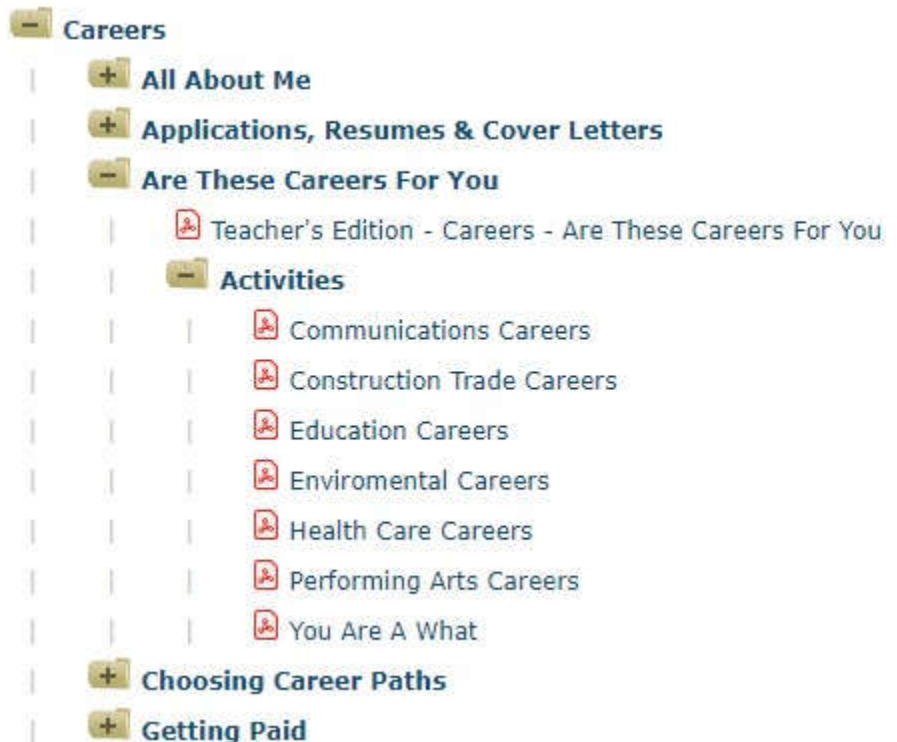 Careers
All About Me
Applications, Resumes & Cover Letters
Are These Careers For You
Teacher's Edition - Careers - Are These Careers For You
Activities
Communications Careers
Construction Trade Careers
Education Careers
Enviromental Careers
Health Care Careers
Performing Arts Careers
You Are A What
Choosing Career Paths
Getting Paid